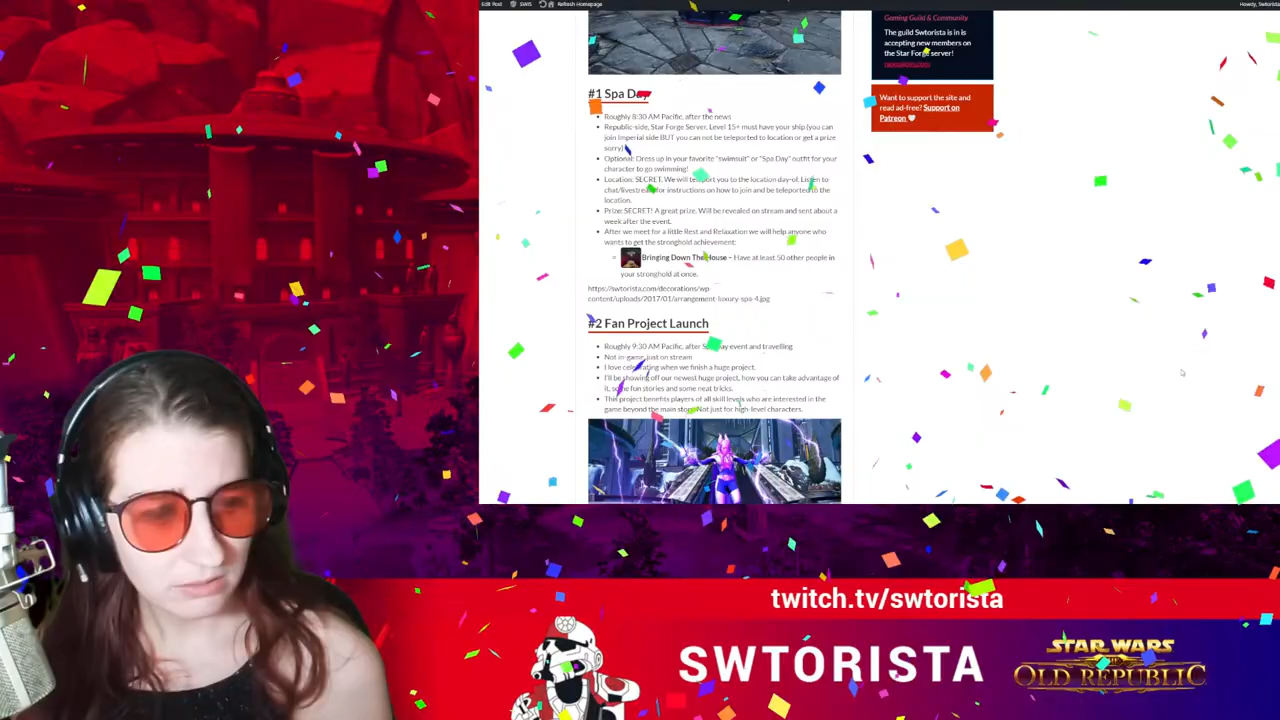 Edit Post SWIS Refresh Homepage Howdy, Swtorista
Gaming Guild & Community
The guild Swtorista is in is
accepting new members on
the Star Forge server!
Want to support the site and
read ad-free? Support on
Patreon
#1 Spa Day
Roughly 8:30 AM Pacific, after the news
Republic-side, Star Forge Server, Level 15+ must have your ship (you can
join Imperial side BUT you can not be teleported to location or get a prize
sorry)
Optional: Dress up in your favorite "swimsuit" or "Spa Day" outfit for your
character to go swimming!
Location: SECRET. We will teleport you to the location day-of. Listen to
chat/livestream for instructions on how to join and be teleported to the
location.
Prize: SECRET! A great prize. Will be revealed on stream and sent about a
week after the event.
After we meet for a little Rest and Relaxation we will help anyone who
wants to get the stronghold achievement:
Bringing Down The House – Have at least 50 other people in
your stronghold at once.
https://swtorista.com/decorations/wp-
content/uploads/2017/01/arrangement-luxury-spa-4.jpg
#2 Fan Project Launch
Roughly 9:30 AM Pacific, after Spa Day event and travelling
Not in-game, just on stream
I love celebrating when we finish a huge project.
I'll be showing off our newest huge project, how you can take advantage of
it, some fun stories and some neat tricks.
This project benefits players of all skill levels who are interested in the
game beyond the main story. Not just for high-level characters.
twitch.tv/swtorista
SWTORISTA
STAR WARS
THE
OLD REPUBLIC